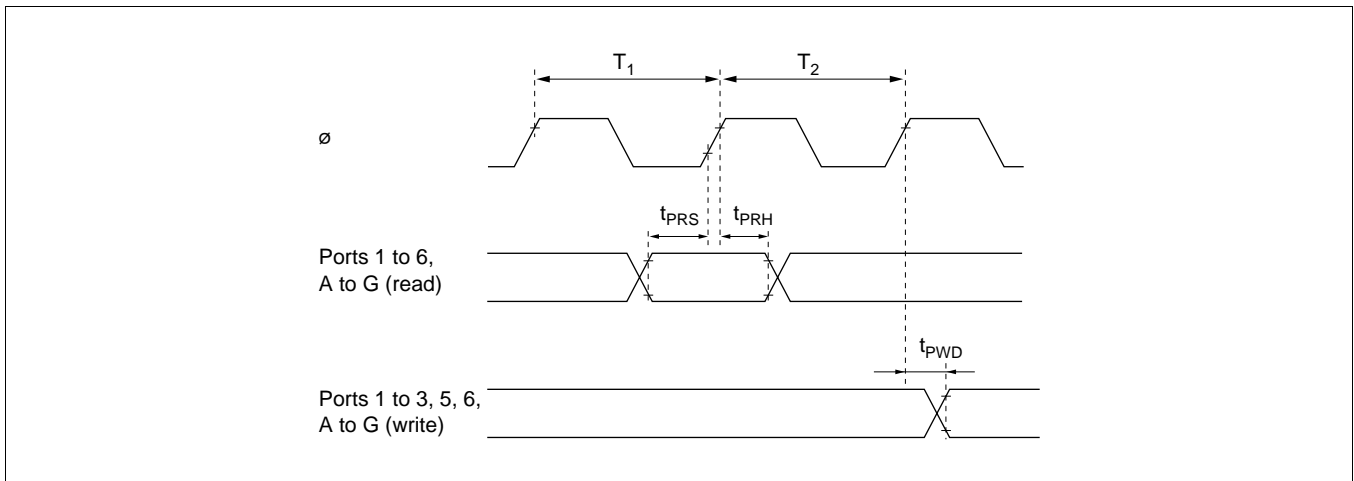 T1 T2
ø
tPRS tPRH
Ports 1 to 6,
A to G (read)
tPWD
Ports 1 to 3, 5, 6,
A to G (write)